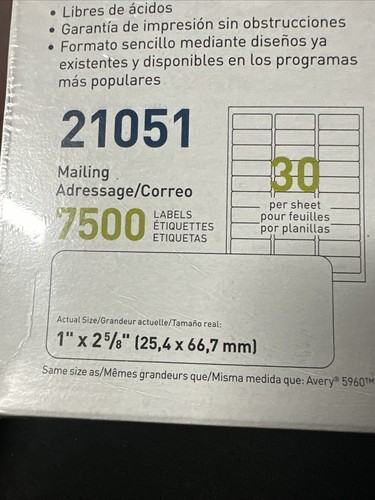 • Libres de ácidos
• Garantía de impresión sin obstrucciones
• Formato sencillo mediante diseños ya
existentes y disponibles en los programas
más populares
21051
Mailing
Adressage/Correo
7500 LABELS
ÉTIQUETTES
ETIQUETAS
30
per sheet
pour feuilles
por planillas
Actual Size/Grandeur actuelle/Tamaño real:
1" x 2⁵/₈" (25,4 x 66,7 mm)
Same size as/Mêmes grandeurs que/Misma medida que: Avery® 5960™